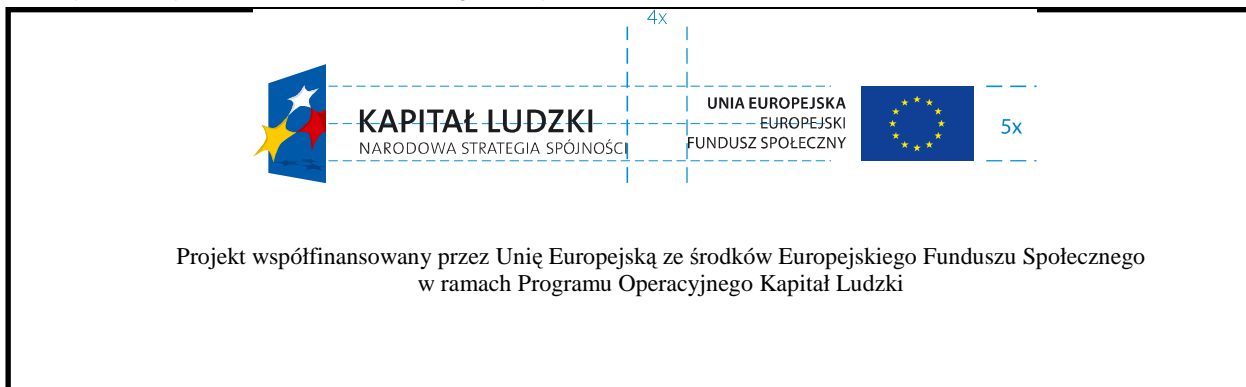 4x
KAPITAŁ LUDZKI
NARODOWA STRATEGIA SPÓJNOŚCI
UNIA EUROPEJSKA
EUROPEJSKI
FUNDUSZ SPOŁECZNY
5x
Projekt współfinansowany przez Unię Europejską ze środków Europejskiego Funduszu Społecznego
w ramach Programu Operacyjnego Kapitał Ludzki